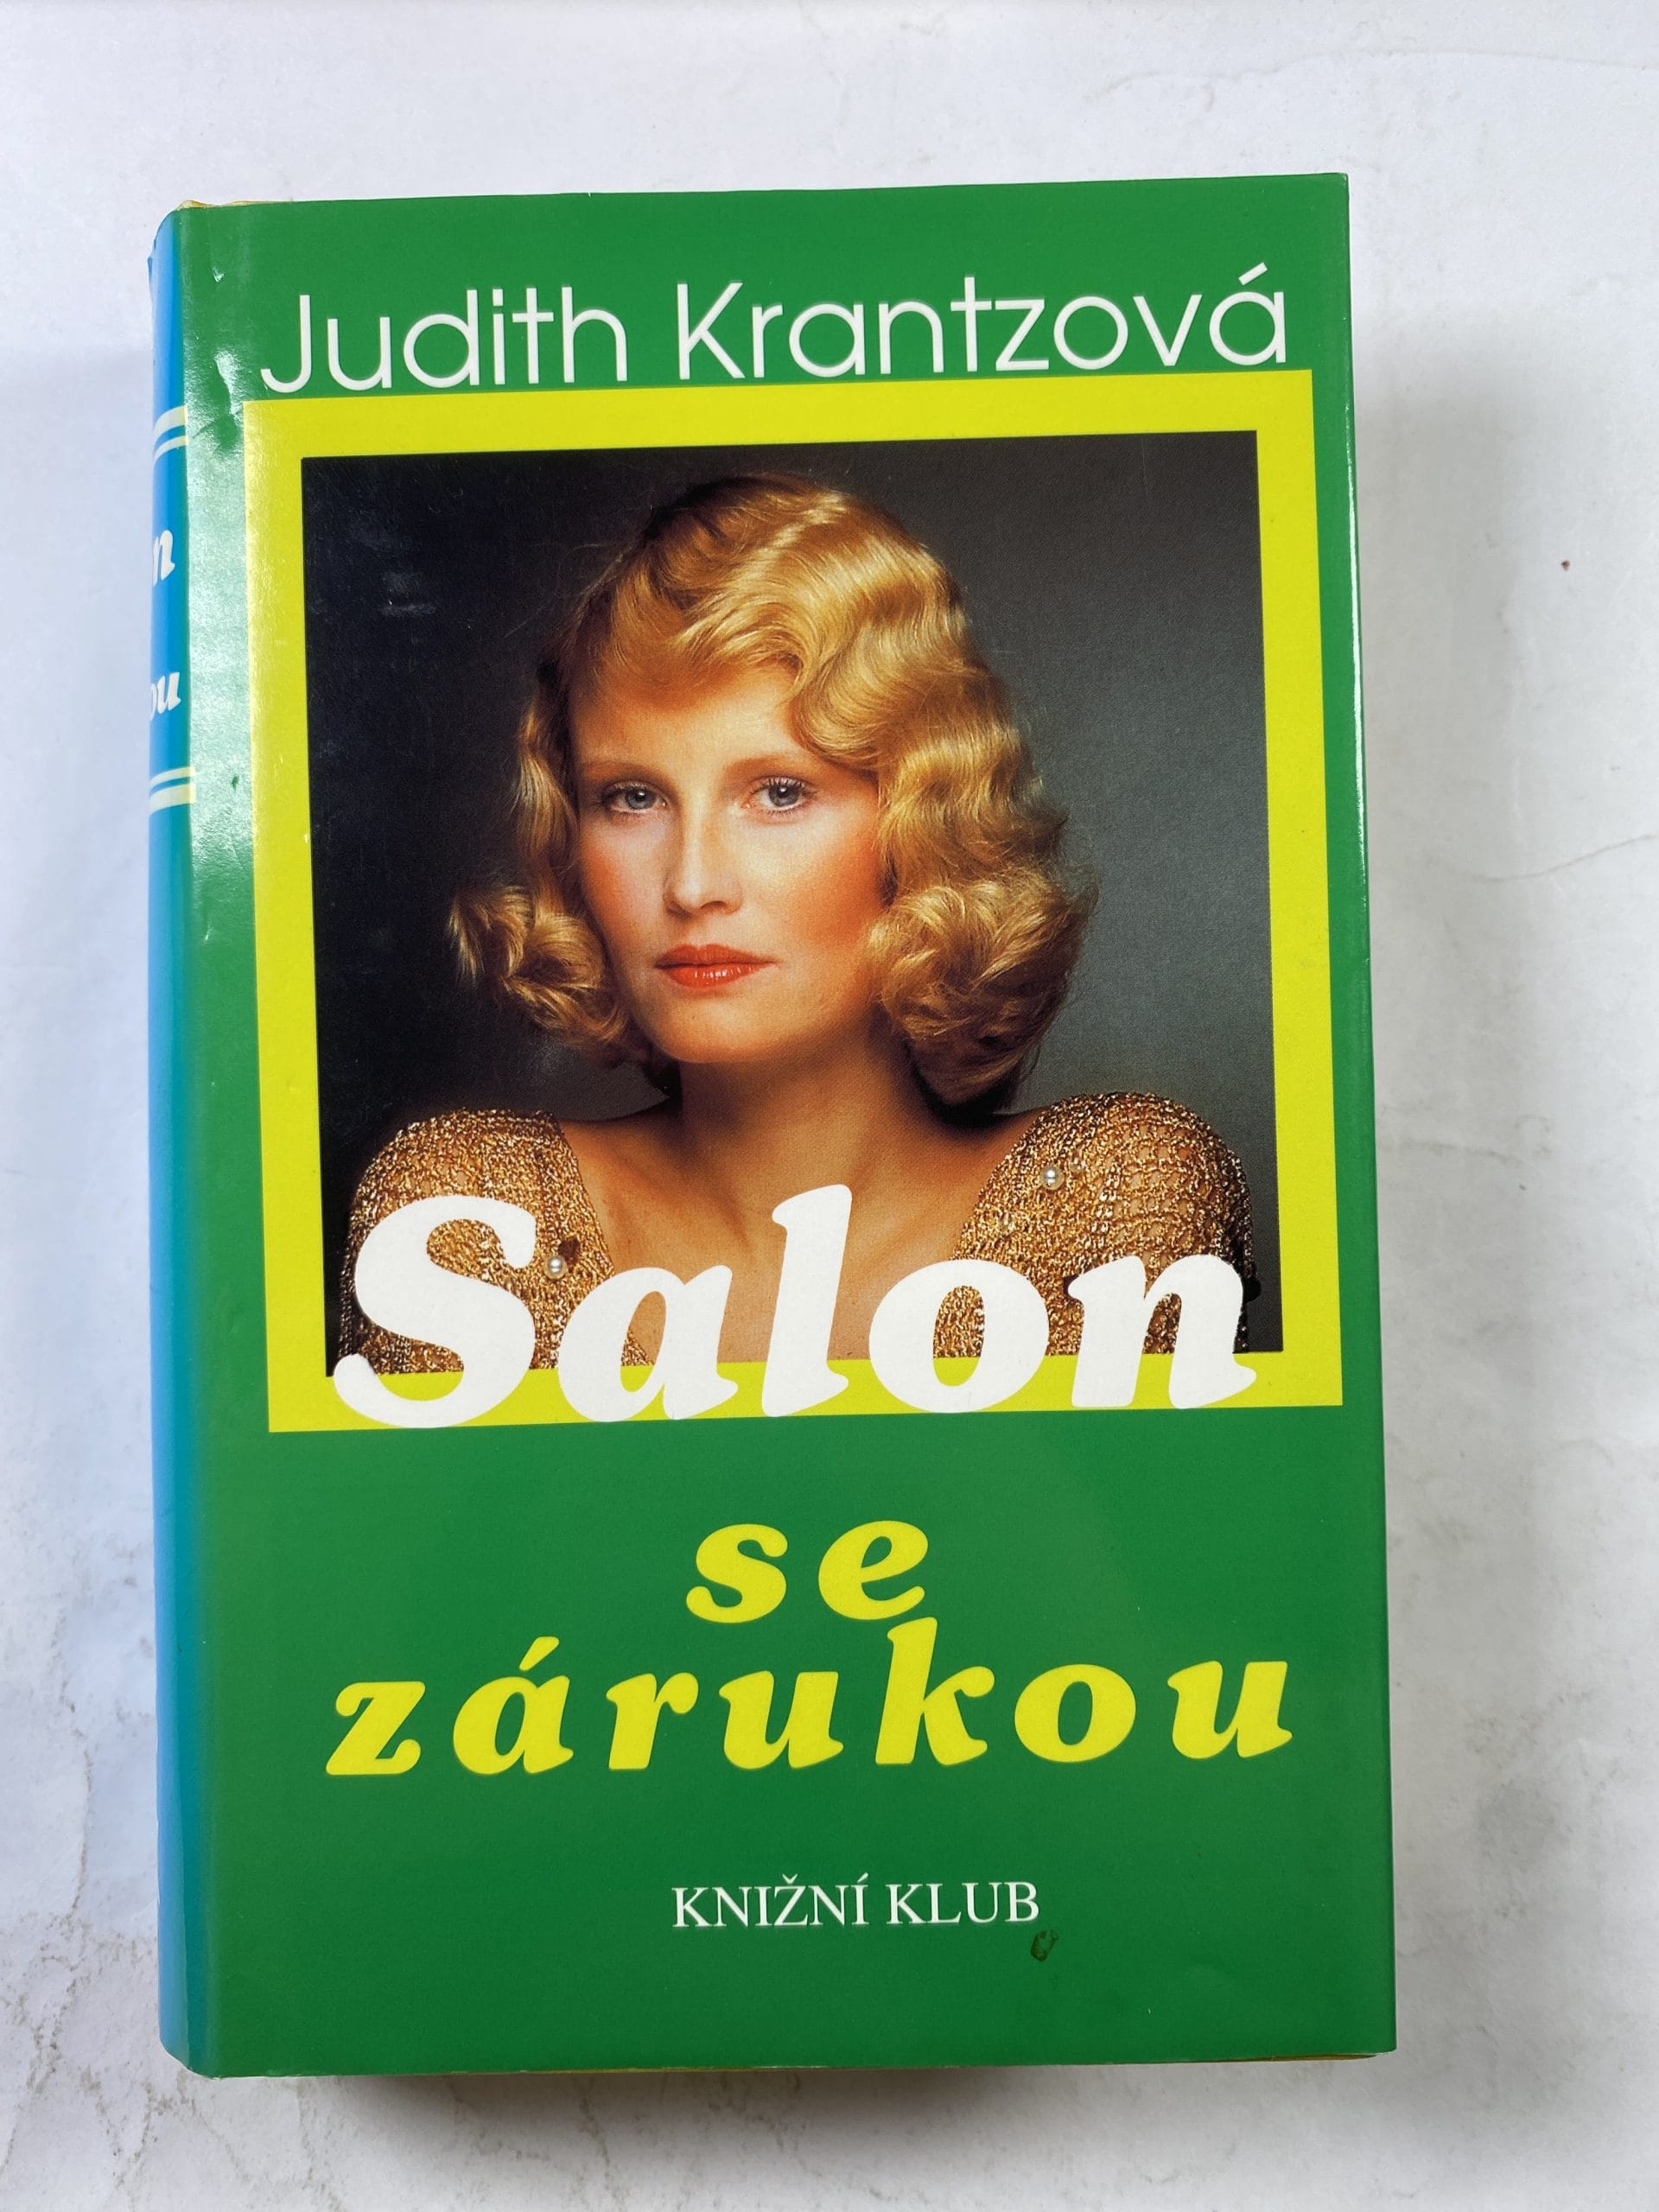 Judith Krantzová
Salon
se
zárukou
KNIŽNÍ KLUB